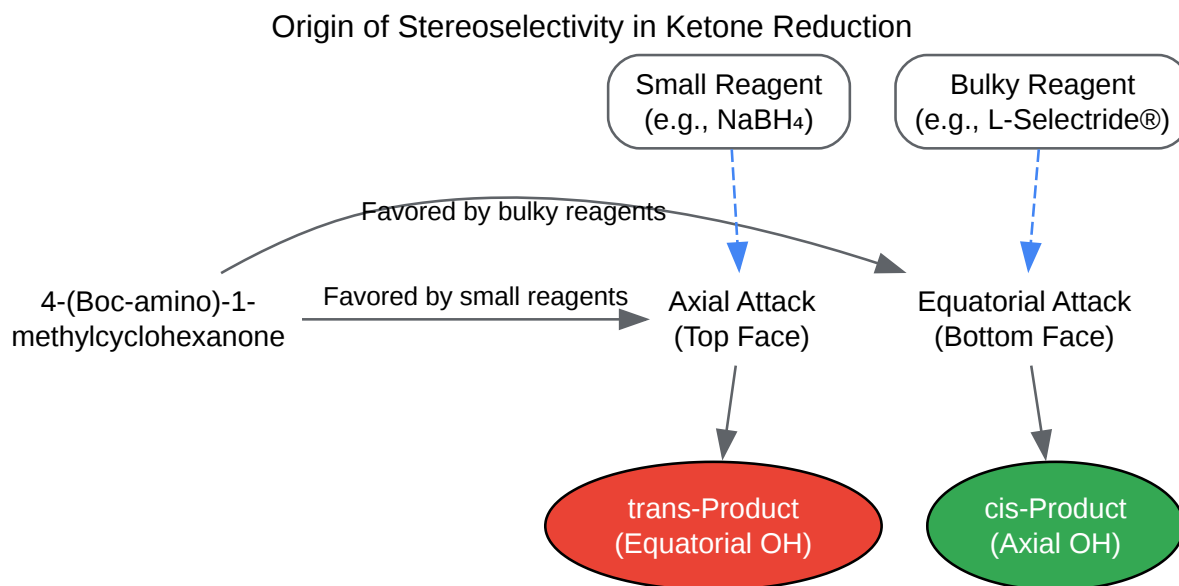 Origin of Stereoselectivity in Ketone Reduction
Small Reagent
(e.g., NaBH₄)
Bulky Reagent
(e.g., L-Selectride®)
Favored by bulky reagents
4-(Boc-amino)-1-
methylcyclohexanone
Favored by small reagents
Axial Attack
(Top Face)
Equatorial Attack
(Bottom Face)
trans-Product
(Equatorial OH)
cis-Product
(Axial OH)